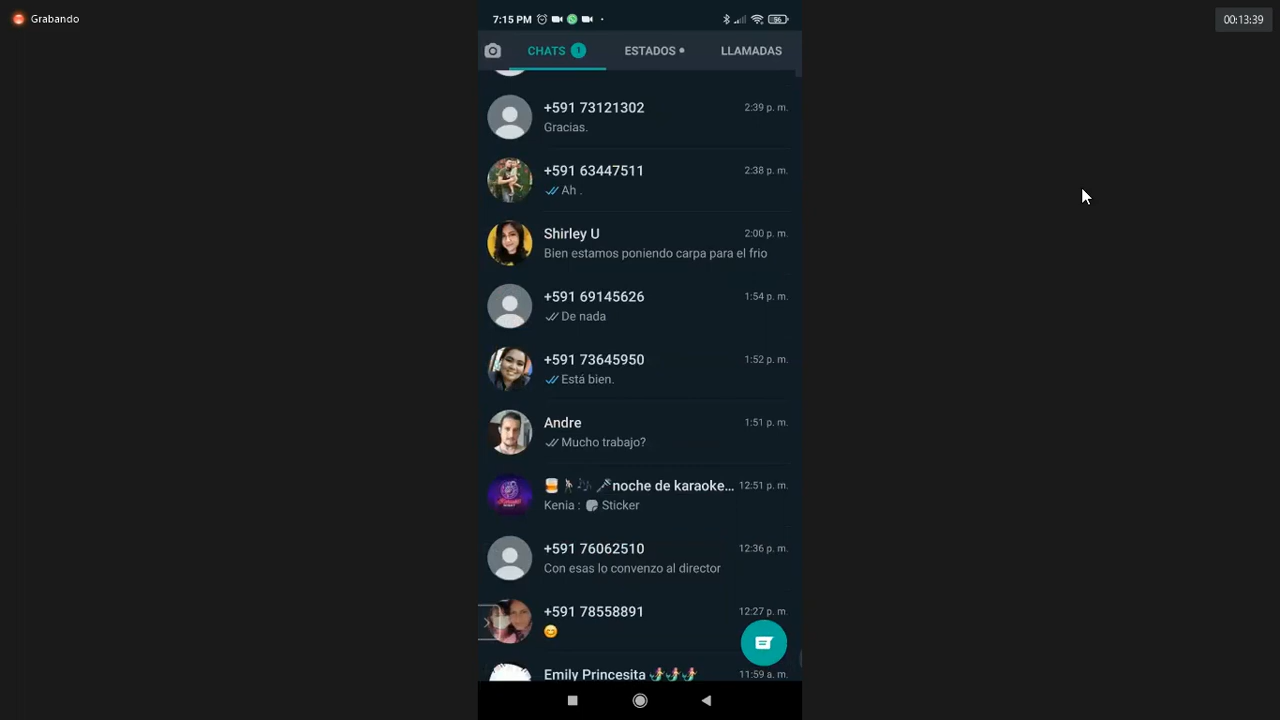 Grabando
00:13:39
7:15 PM
56
CHATS 1 ESTADOS LLAMADAS
+591 73121302 2:39 p. m.
Gracias.
+591 63447511 2:38 p. m.
Ah .
Shirley U 2:00 p. m.
Bien estamos poniendo carpa para el frio
+591 69145626 1:54 p. m.
De nada
+591 73645950 1:52 p. m.
Está bien.
Andre 1:51 p. m.
Mucho trabajo?
noche de karaoke... 12:51 p. m.
Kenia : Sticker
+591 76062510 12:36 p. m.
Con esas lo convenzo al director
+591 78558891 12:27 p. m.
😊
Emily Princesita 🧜‍♀️🧜‍♀️🧜‍♀️ 11:59 a. m.